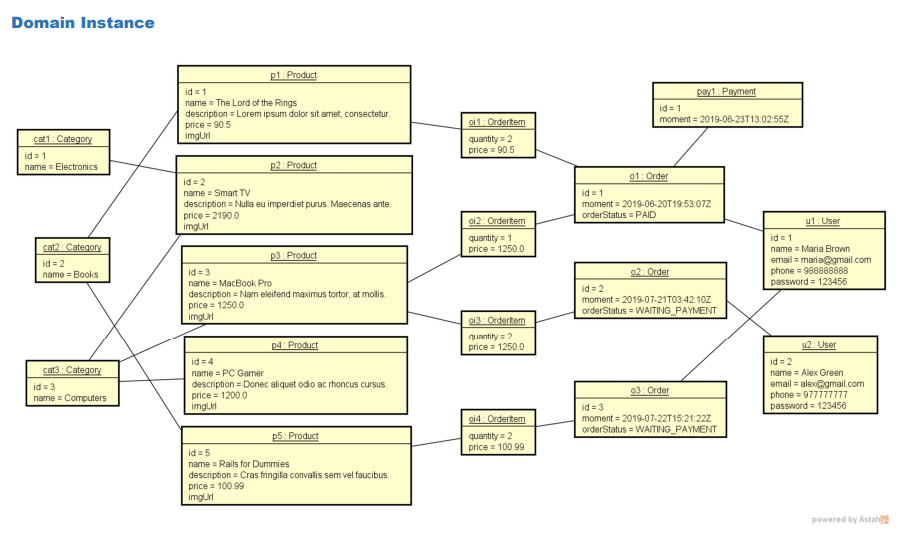 Domain Instance
p1 : Product
id = 1
name = The Lord of the Rings
description = Lorem ipsum dolor sit amet, consectetur.
price = 90.5
imgUrl
pay1 : Payment
id = 1
moment = 2019-06-23T13:02:55Z
cat1 : Category
id = 1
name = Electronics
oi1 : OrderItem
quantity = 2
price = 90.5
p2 : Product
id = 2
name = Smart TV
description = Nulla eu imperdiet purus. Maecenas ante.
price = 2190.0
imgUrl
o1 : Order
id = 1
moment = 2019-06-20T19:53:07Z
orderStatus = PAID
cat2 : Category
id = 2
name = Books
oi2 : OrderItem
quantity = 1
price = 1250.0
u1 : User
id = 1
name = Maria Brown
email = maria@gmail.com
phone = 988888888
password = 123456
p3 : Product
id = 3
name = MacBook Pro
description = Nam eleifend maximus tortor, at mollis.
price = 1250.0
imgUrl
o2 : Order
id = 2
moment = 2019-07-21T03:42:10Z
orderStatus = WAITING_PAYMENT
oi3 : OrderItem
quantity = 2
price = 1250.0
p4 : Product
id = 4
name = PC Gamer
description = Donec aliquet odio ac rhoncus cursus.
price = 1200.0
imgUrl
u2 : User
id = 2
name = Alex Green
email = alex@gmail.com
phone = 977777777
password = 123456
cat3 : Category
id = 3
name = Computers
o3 : Order
id = 3
moment = 2019-07-22T15:21:22Z
orderStatus = WAITING_PAYMENT
oi4 : OrderItem
quantity = 2
price = 100.99
p5 : Product
id = 5
name = Rails for Dummies
description = Cras fringilla convallis sem vel faucibus.
price = 100.99
imgUrl
powered by Astah